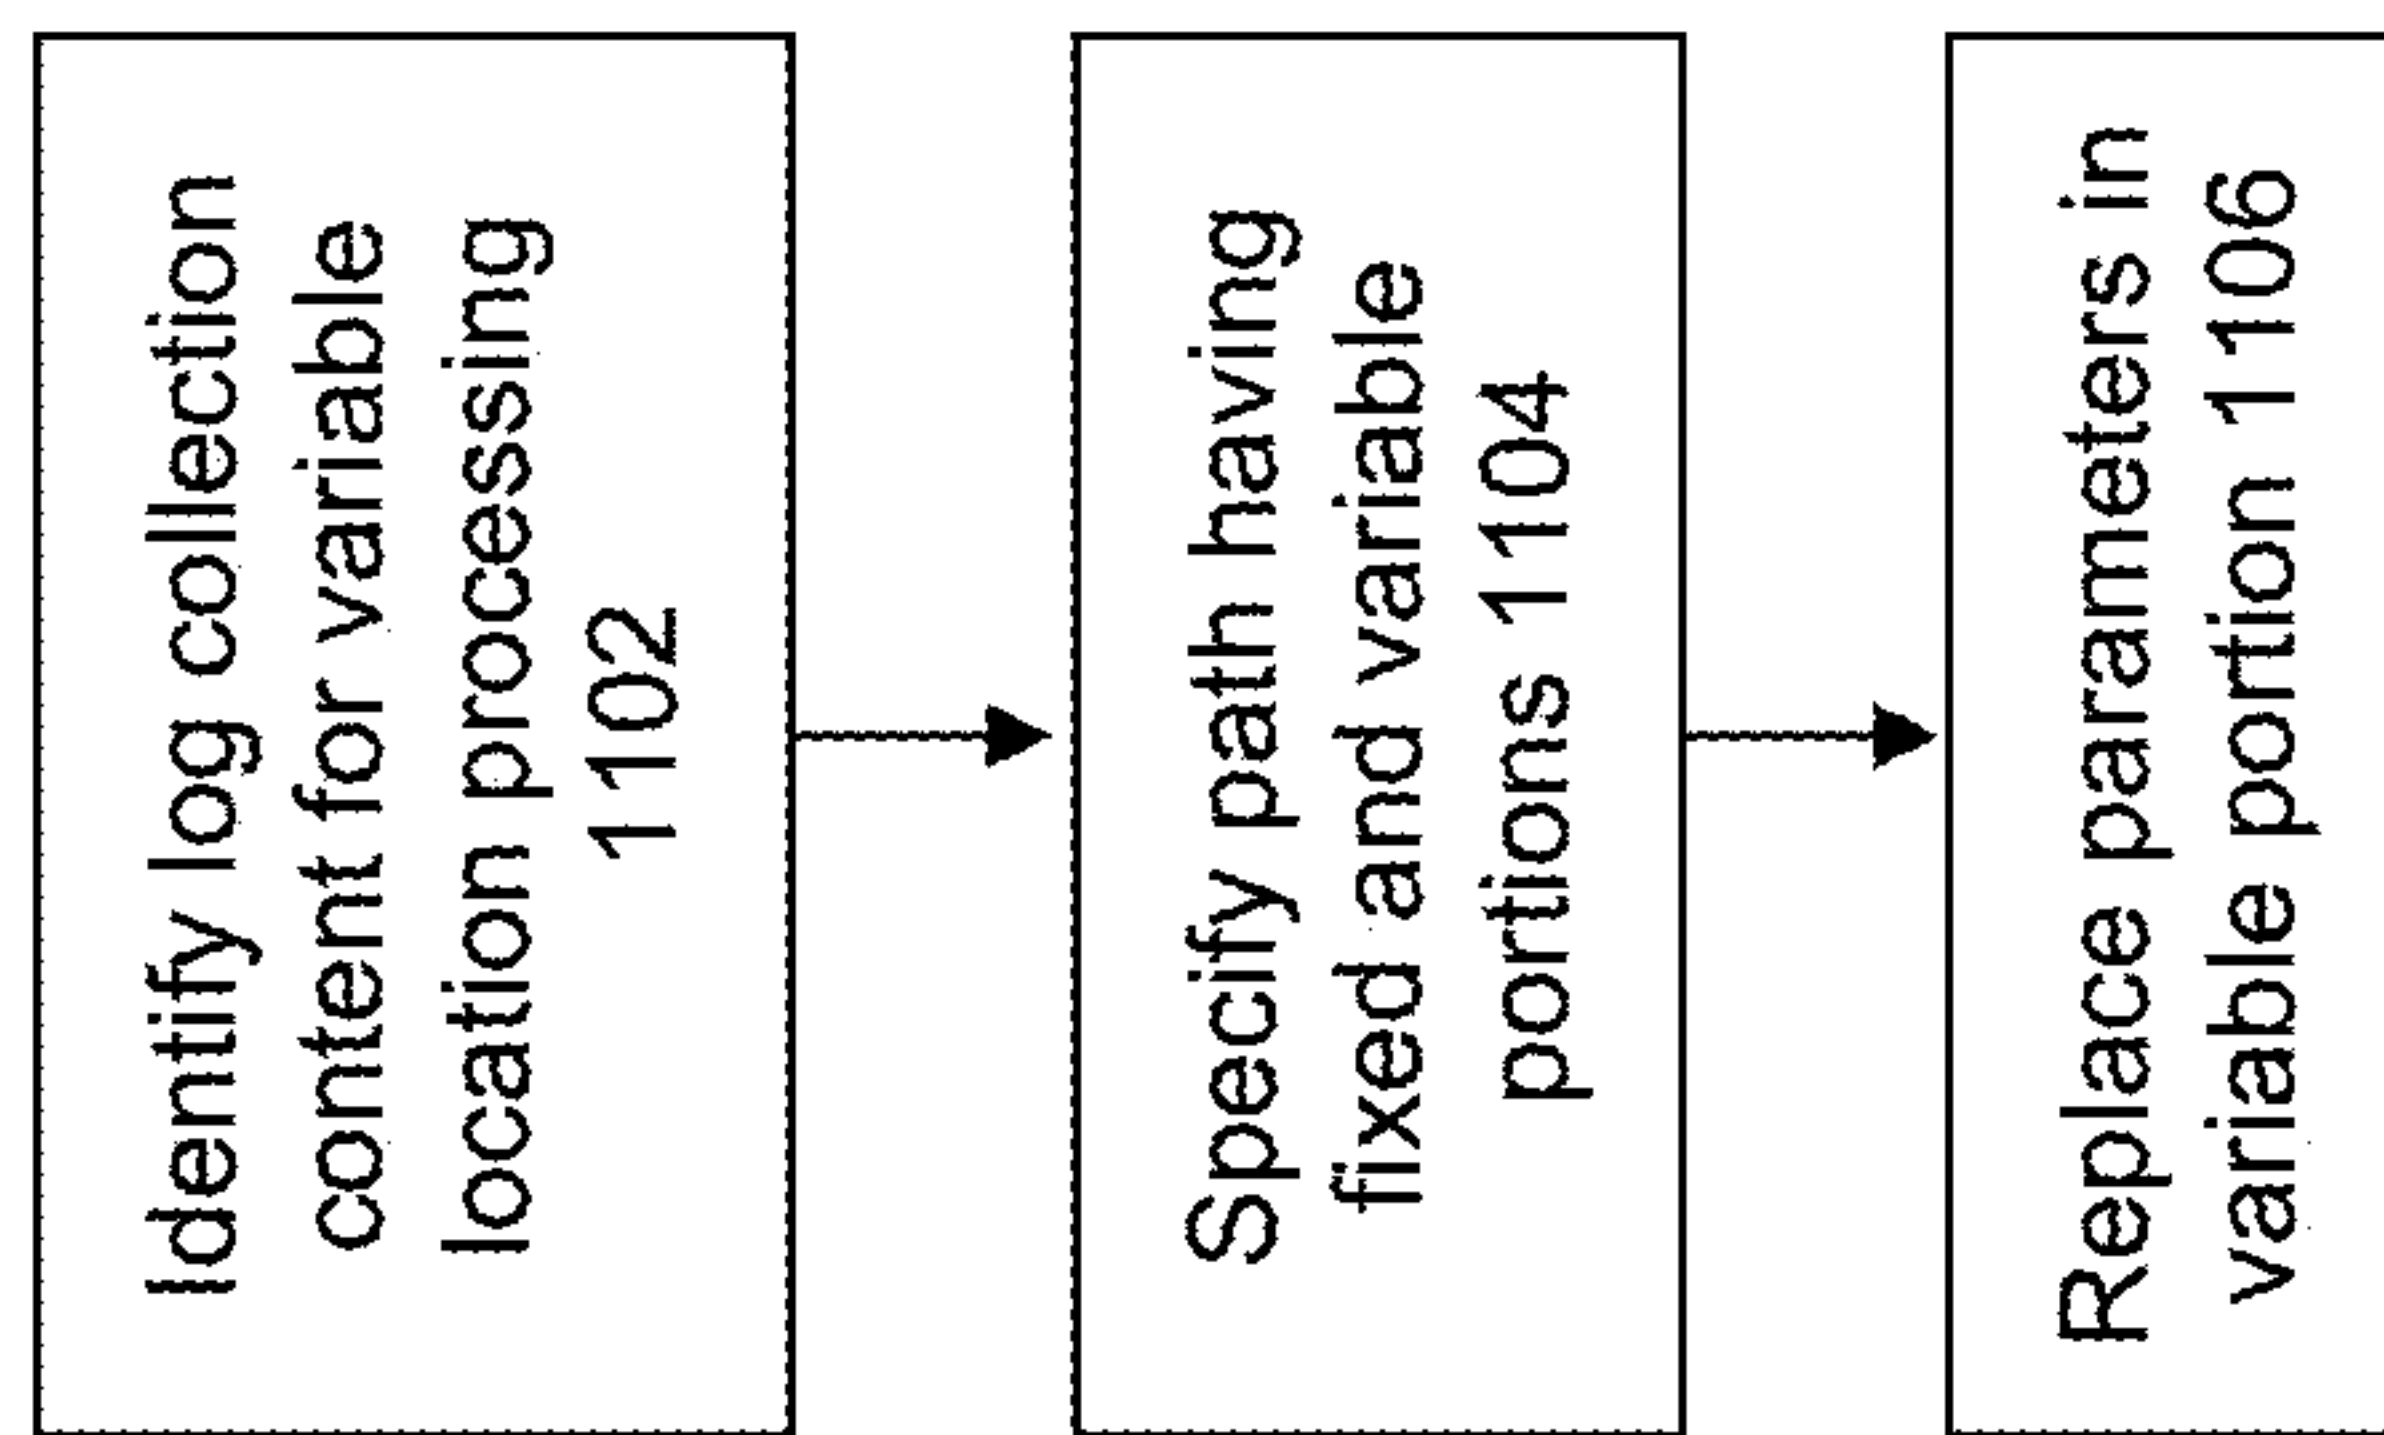 Identify log collection
content for variable
location processing
1102
Specify path having
fixed and variable
portions 1104
Replace parameters in
variable portion 1106